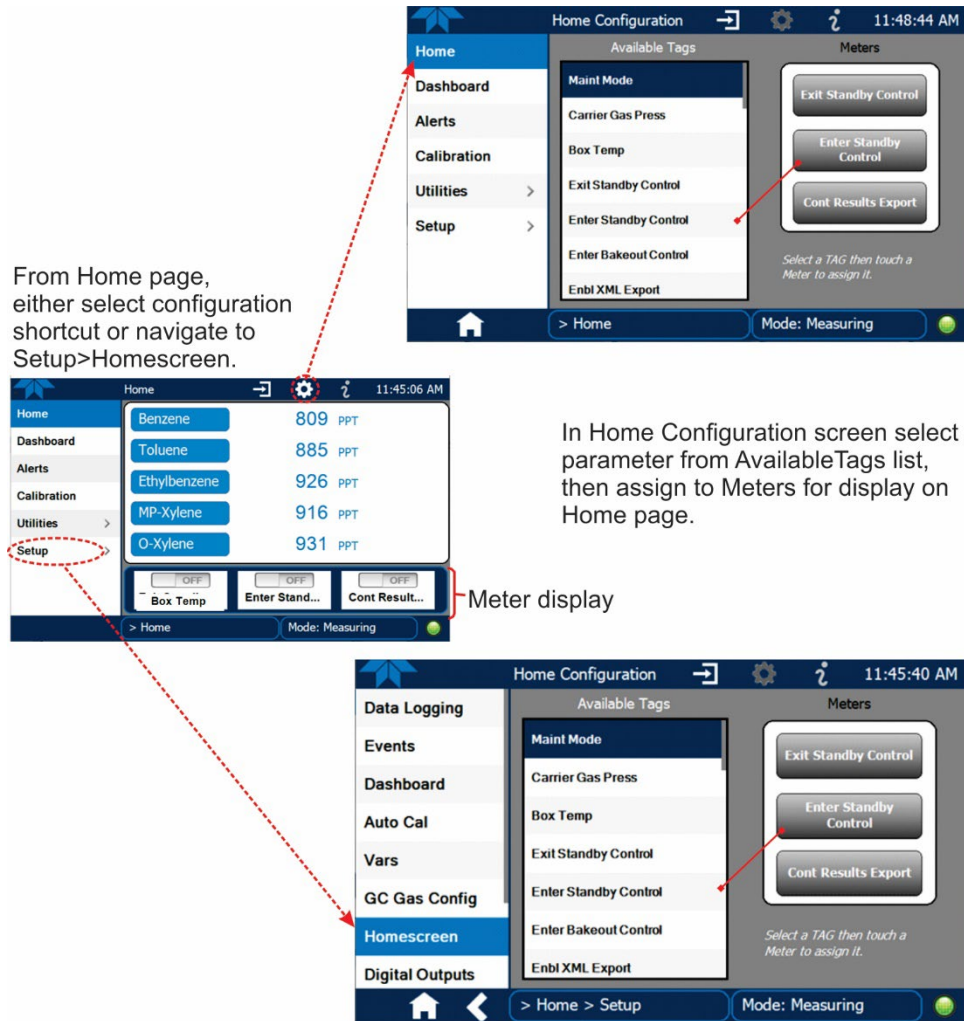 Home Configuration
11:48:44 AM
Home
Dashboard
Alerts
Calibration
Utilities >
Setup >
Available Tags
Maint Mode
Carrier Gas Press
Box Temp
Exit Standby Control
Enter Standby Control
Enter Bakeout Control
Enbl XML Export
Meters
Exit Standby Control
Enter Standby
Control
Cont Results Export
Select a TAG then touch a
Meter to assign it.
> Home
Mode: Measuring
From Home page,
either select configuration
shortcut or navigate to
Setup>Homescreen.
Home
11:45:06 AM
Home
Dashboard
Alerts
Calibration
Utilities >
Setup >
Benzene 809 PPT
Toluene 885 PPT
Ethylbenzene 926 PPT
MP-Xylene 916 PPT
O-Xylene 931 PPT
OFF
Box Temp
OFF
Enter Stand...
OFF
Cont Result...
> Home
Mode: Measuring
Meter display
In Home Configuration screen select
parameter from AvailableTags list,
then assign to Meters for display on
Home page.
Home Configuration
11:45:40 AM
Data Logging
Events
Dashboard
Auto Cal
Vars
GC Gas Config
Homescreen
Digital Outputs
Available Tags
Maint Mode
Carrier Gas Press
Box Temp
Exit Standby Control
Enter Standby Control
Enter Bakeout Control
Enbl XML Export
Meters
Exit Standby Control
Enter Standby
Control
Cont Results Export
Select a TAG then touch a
Meter to assign it.
> Home > Setup
Mode: Measuring